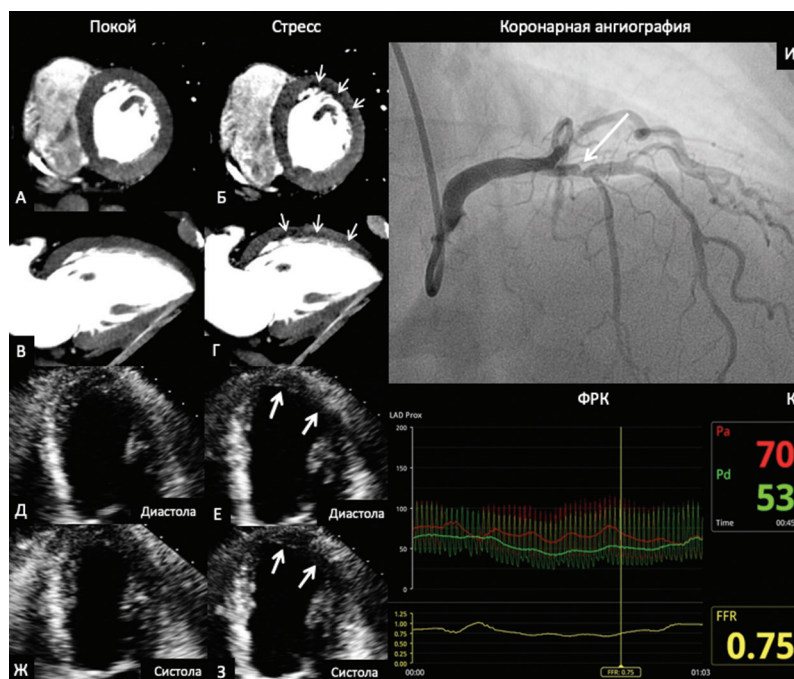 Покой
Стресс
Коронарная ангиография
И
А
Б
В
Г
Д
Диастола
Е
Диастола
Ж
Систола
З
Систола
ФРК
К
LAD Prox
200
150
100
50
0
Pa
70
Pd
53
Time
00:45
1.25
1.00
0.75
0.50
0.25
0.00
00:00
FFR: 0.75
01:03
FFR
0.75